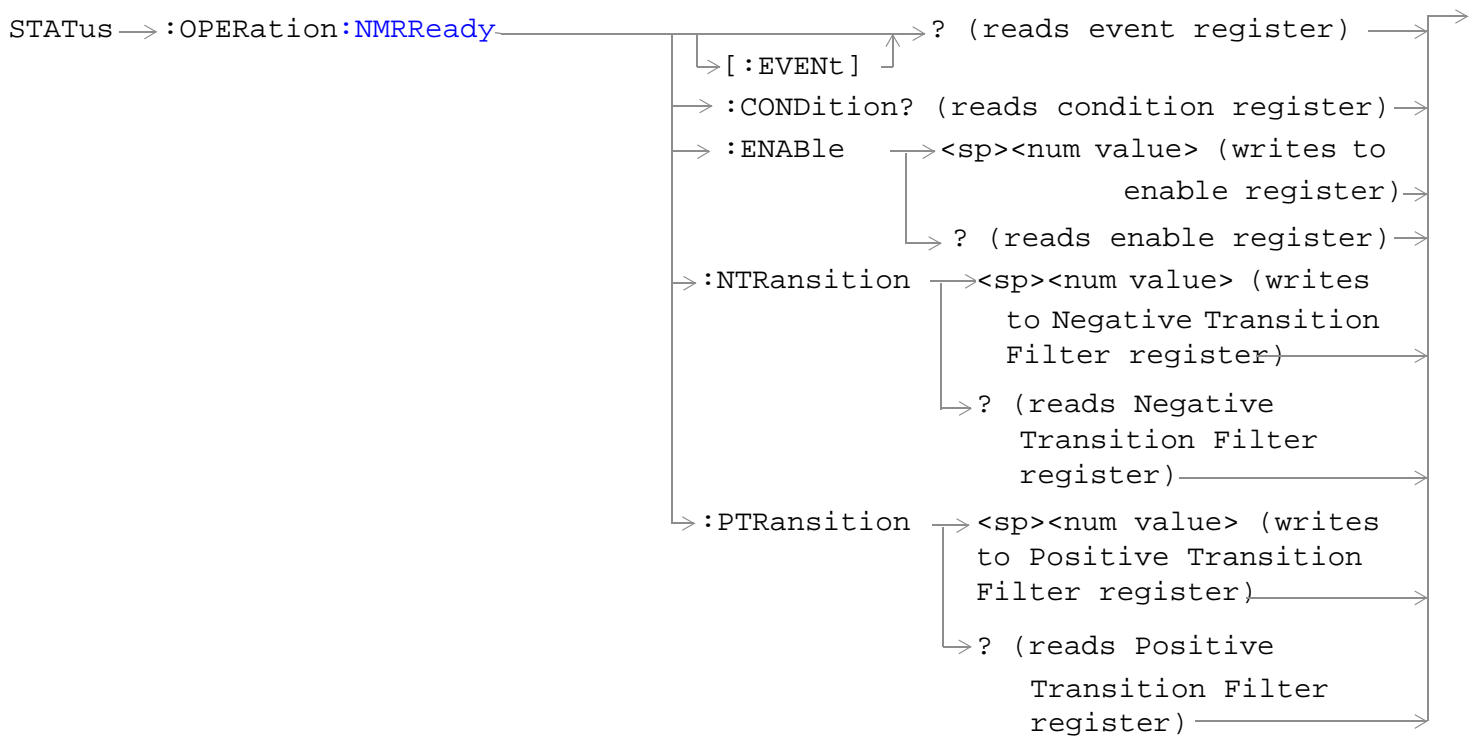 STATus :OPERation:NMRReady ? (reads event register)
[:EVENt]
:CONDition? (reads condition register)
:ENABle <sp><num value> (writes to
enable register)
? (reads enable register)
:NTRansition <sp><num value> (writes
to Negative Transition
Filter register)
? (reads Negative
Transition Filter
register)
:PTRansition <sp><num value> (writes
to Positive Transition
Filter register)
? (reads Positive
Transition Filter
register)